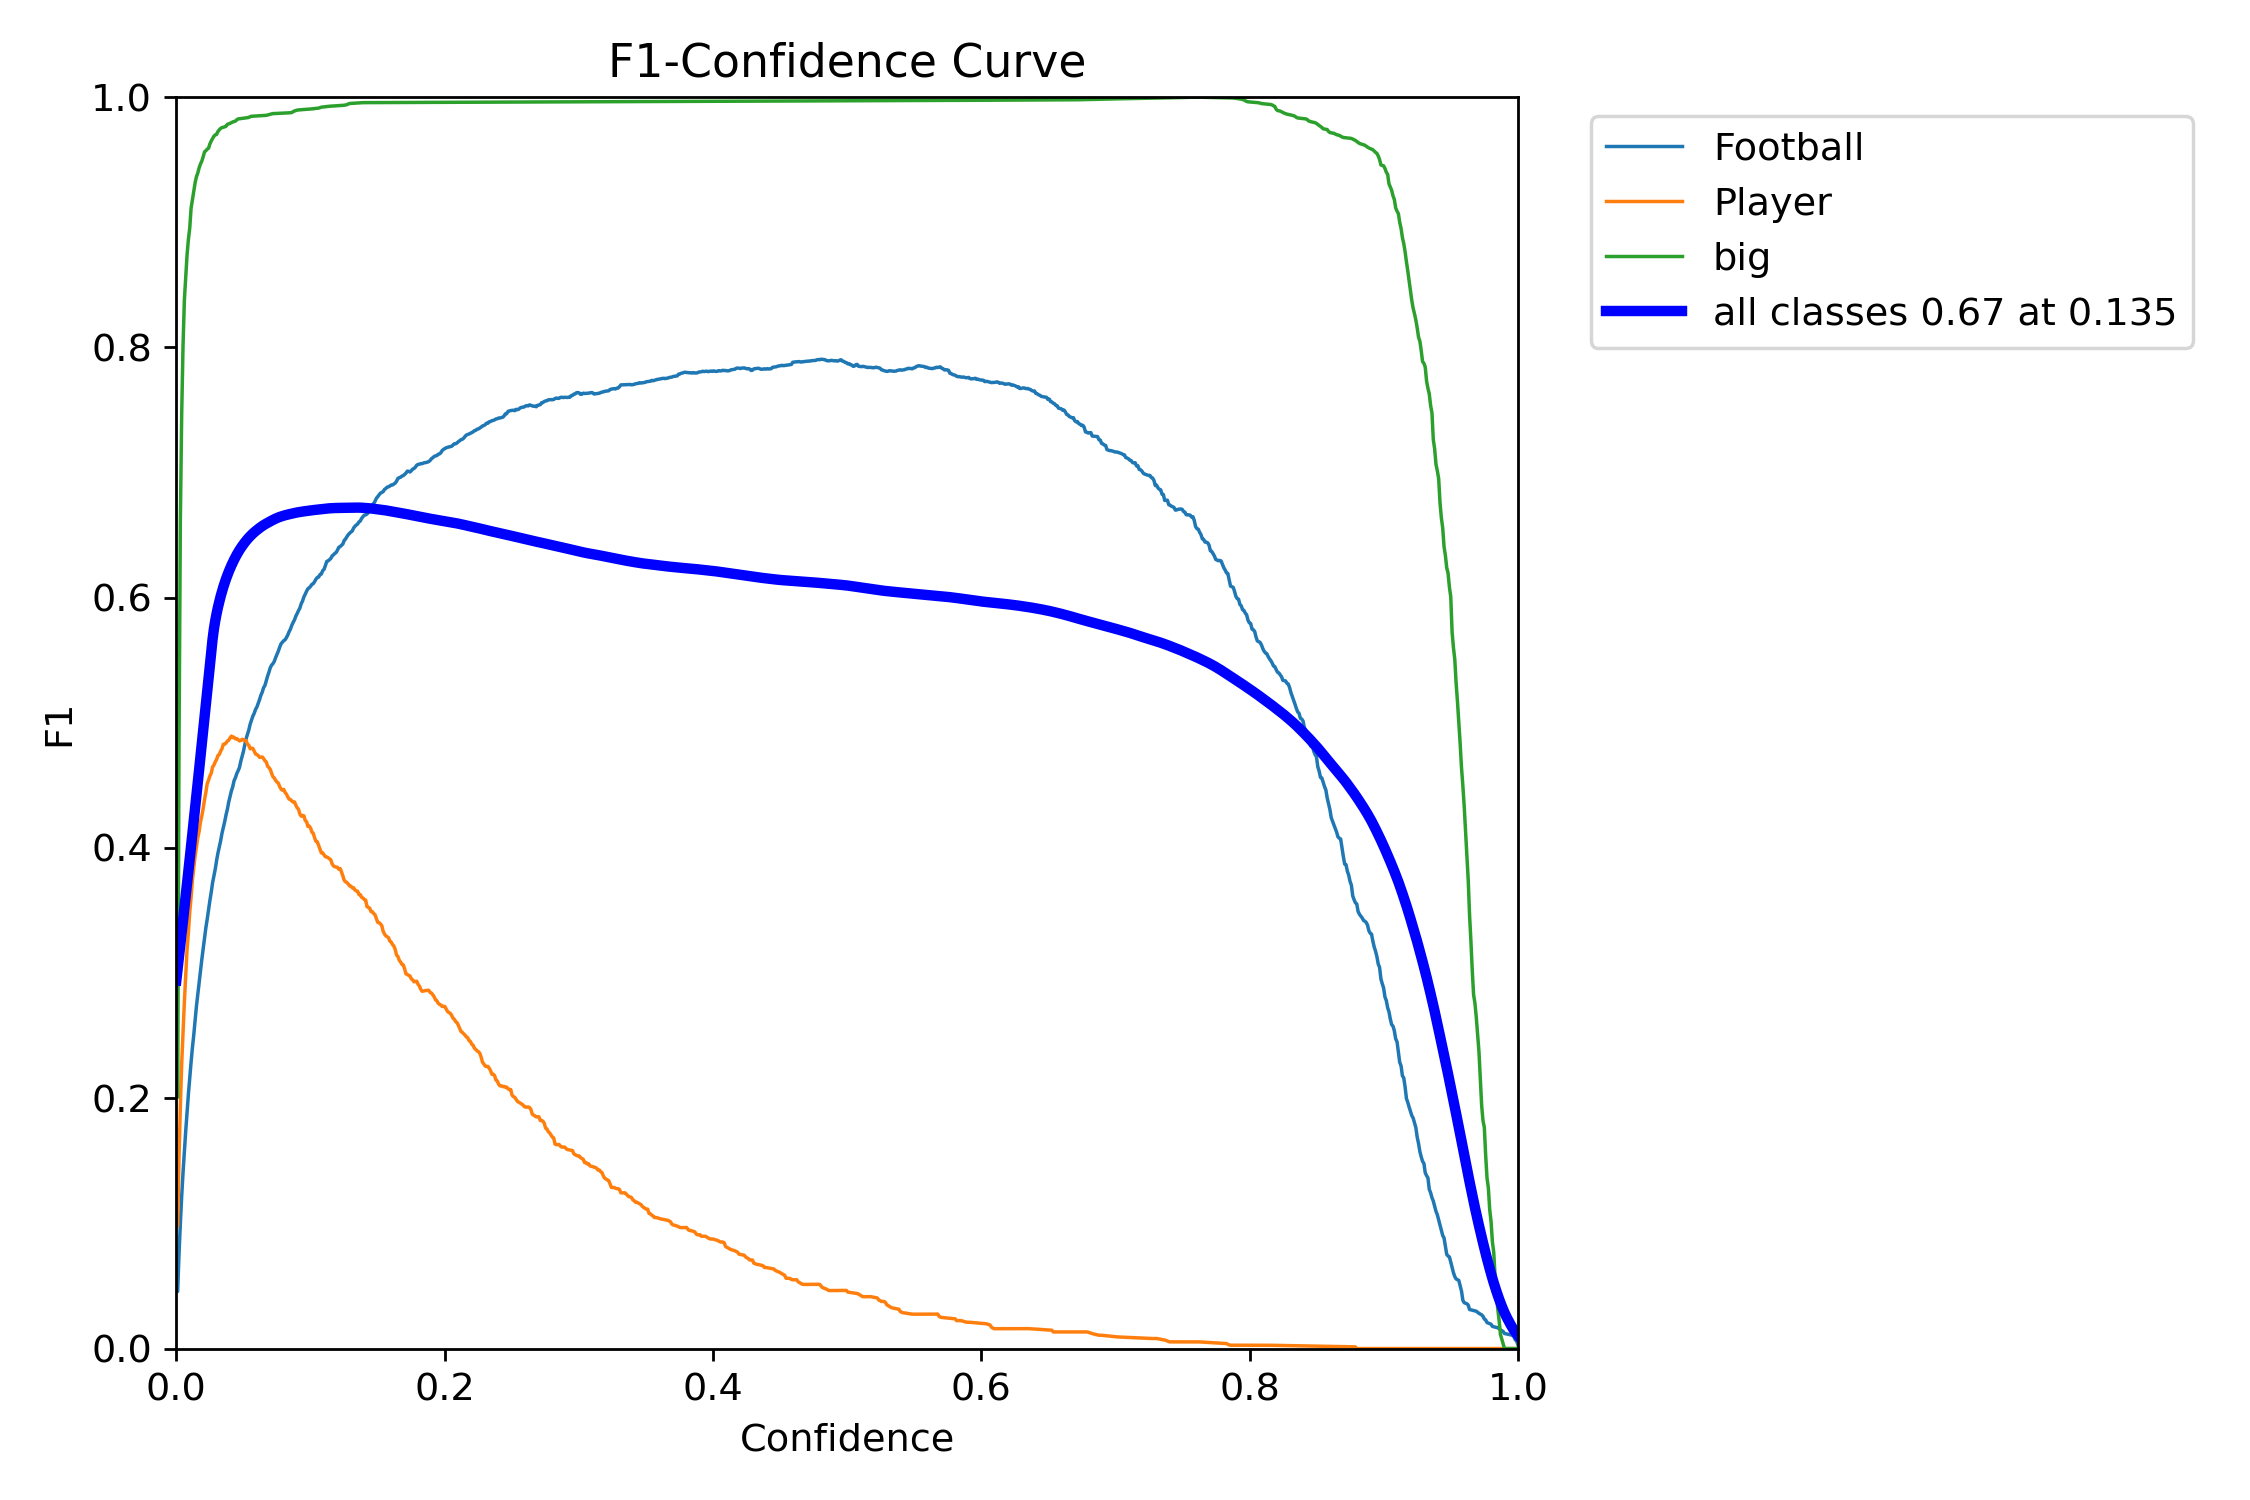 F1-Confidence Curve
1.0
0.8
0.6
0.4
0.2
0.0
F1
0.0 0.2 0.4 0.6 0.8 1.0
Confidence
Football
Player
big
all classes 0.67 at 0.135